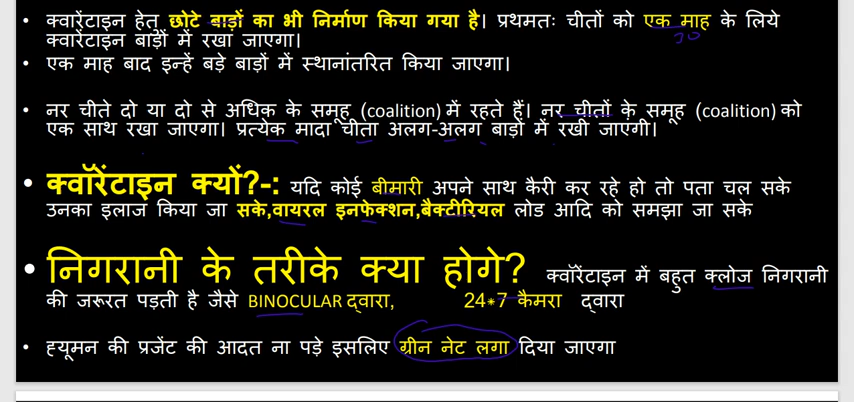 क्वारेंटाइन हेतु छोटे बाड़ों का भी निर्माण किया गया है। प्रथमतः चीतों को एक माह के लिये
क्वारेंटाइन बाड़ों में रखा जाएगा।
एक माह बाद इन्हें बड़े बाड़ों में स्थानांतरित किया जाएगा।
नर चीते दो या दो से अधिक के समूह (coalition) में रहते हैं। नर चीतों के समूह (coalition) को
एक साथ रखा जाएगा। प्रत्येक मादा चीता अलग-अलग बाड़ों में रखी जाएंगी।
क्वॉरेंटाइन क्यों?-: यदि कोई बीमारी अपने साथ कैरी कर रहे हो तो पता चल सके
उनका इलाज किया जा सके,वायरल इनफेक्शन,बैक्टीरियल लोड आदि को समझा जा सके
निगरानी के तरीके क्या होगे? क्वॉरेंटाइन में बहुत क्लोज निगरानी
की जरूरत पड़ती है जैसे BINOCULAR द्वारा, 24*7 कैमरा द्वारा
ह्यूमन की प्रजेंट की आदत ना पड़े इसलिए ग्रीन नेट लगा दिया जाएगा